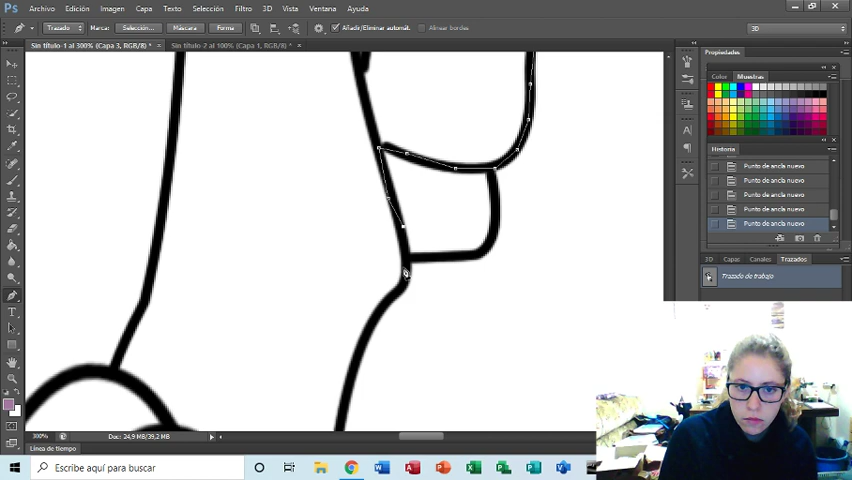 Ps Archivo Edición Imagen Capa Texto Selección Filtro 3D Vista Ventana Ayuda
Trazado Marca: Selección... Máscara Forma Añadir/Eliminar automát. Alinear bordes 3D
Sin título-1 al 300% (Capa 3, RGB/8) * × Sin título-2 al 100% (Capa 1, RGB/8) * ×
Propiedades
Color Muestras
Historia
Punto de ancla nuevo
Punto de ancla nuevo
Punto de ancla nuevo
Punto de ancla nuevo
Punto de ancla nuevo
3D Capas Canales Trazados
Trazado de trabajo
300% Doc: 24,9 MB/39,2 MB
Línea de tiempo
Escribe aquí para buscar